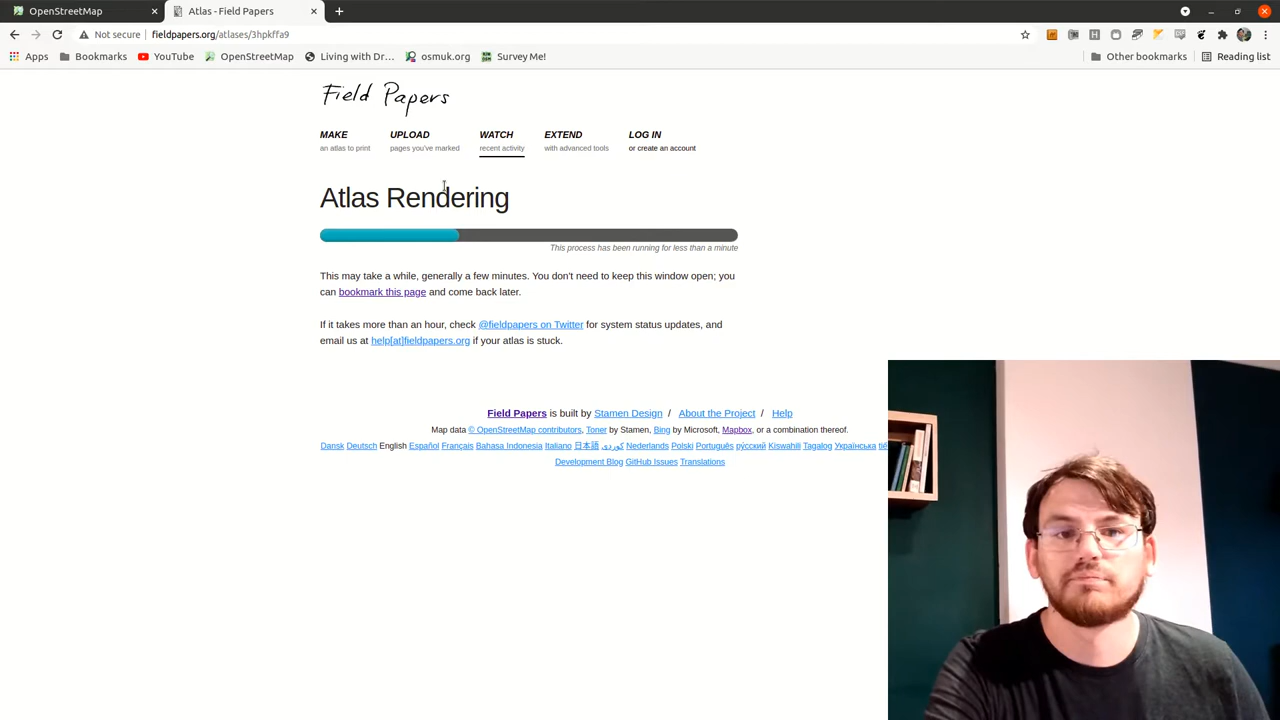 OpenStreetMap
Atlas - Field Papers
Not secure
fieldpapers.org/atlases/3hpkffa9
Apps
Bookmarks
YouTube
OpenStreetMap
Living with Dr…
osmuk.org
Survey Me!
Other bookmarks
Reading list
Field Papers
MAKE
an atlas to print
UPLOAD
pages you've marked
WATCH
recent activity
EXTEND
with advanced tools
LOG IN
or create an account
Atlas Rendering
This process has been running for less than a minute
This may take a while, generally a few minutes. You don't need to keep this window open; you
can bookmark this page and come back later.
If it takes more than an hour, check @fieldpapers on Twitter for system status updates, and
email us at help[at]fieldpapers.org if your atlas is stuck.
Field Papers is built by Stamen Design / About the Project / Help
Map data © OpenStreetMap contributors, Toner by Stamen, Bing by Microsoft, Mapbox, or a combination thereof.
Dansk Deutsch English Español Français Bahasa Indonesia Italiano 日本語 كوردی Nederlands Polski Português ру́сский Kiswahili Tagalog Українська tiế
Development Blog GitHub Issues Translations